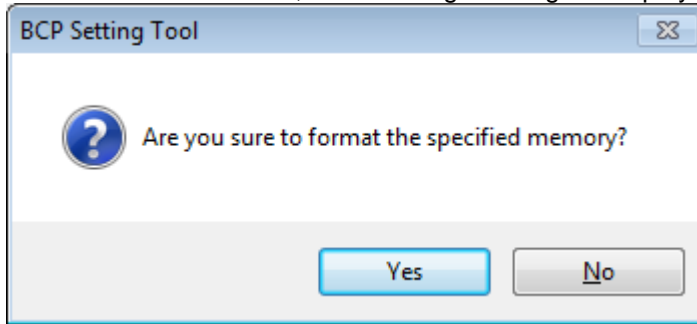 BCP Setting Tool
Are you sure to format the specified memory?
Yes
No